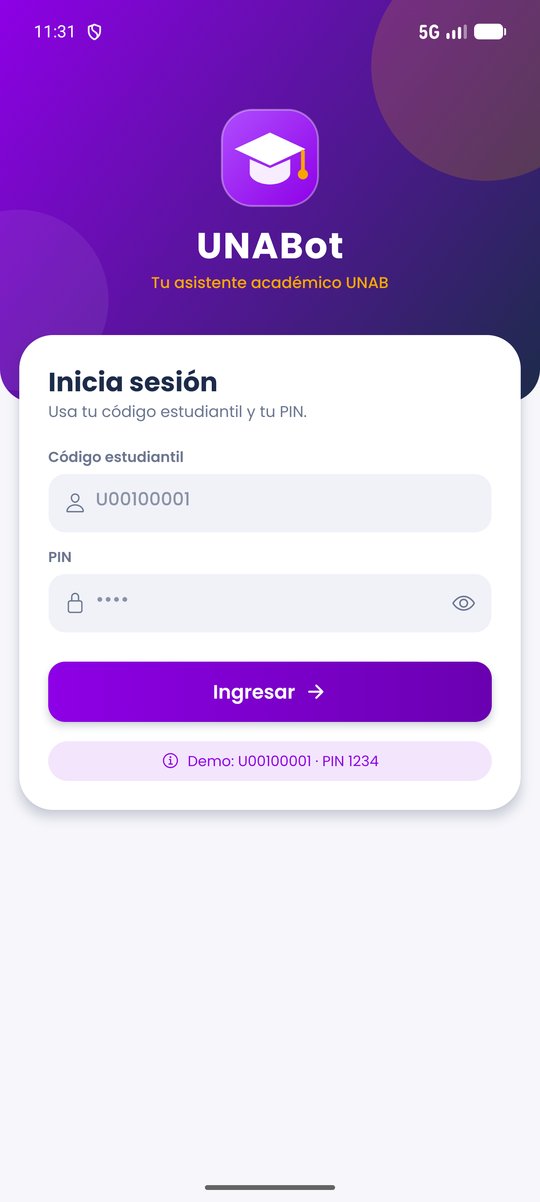 11:31
5G
UNABot
Tu asistente académico UNAB
Inicia sesión
Usa tu código estudiantil y tu PIN.
Código estudiantil
U00100001
PIN
••••
Ingresar →
Demo: U00100001 · PIN 1234